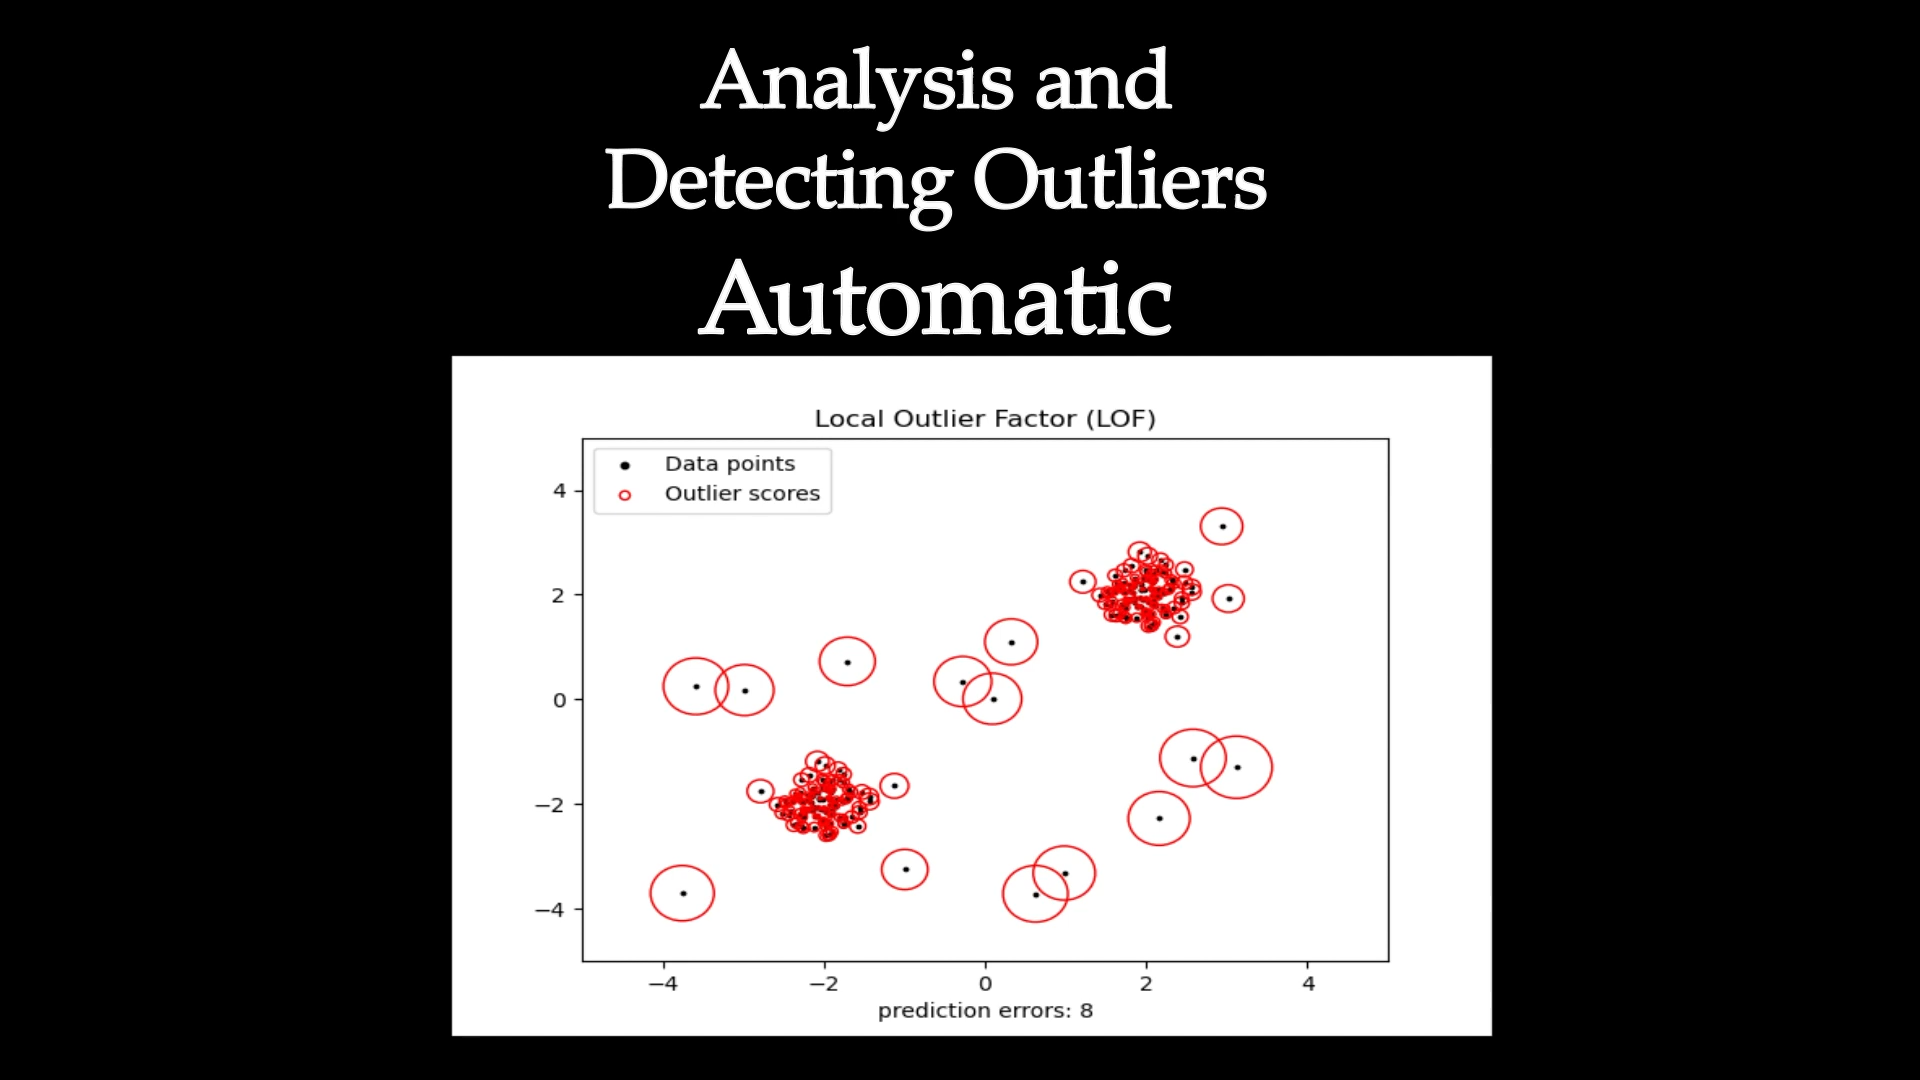 Analysis and
Detecting Outliers
Automatic
Local Outlier Factor (LOF)
Data points
Outlier scores
4
2
0
−2
−4
−4 −2 0 2 4
prediction errors: 8